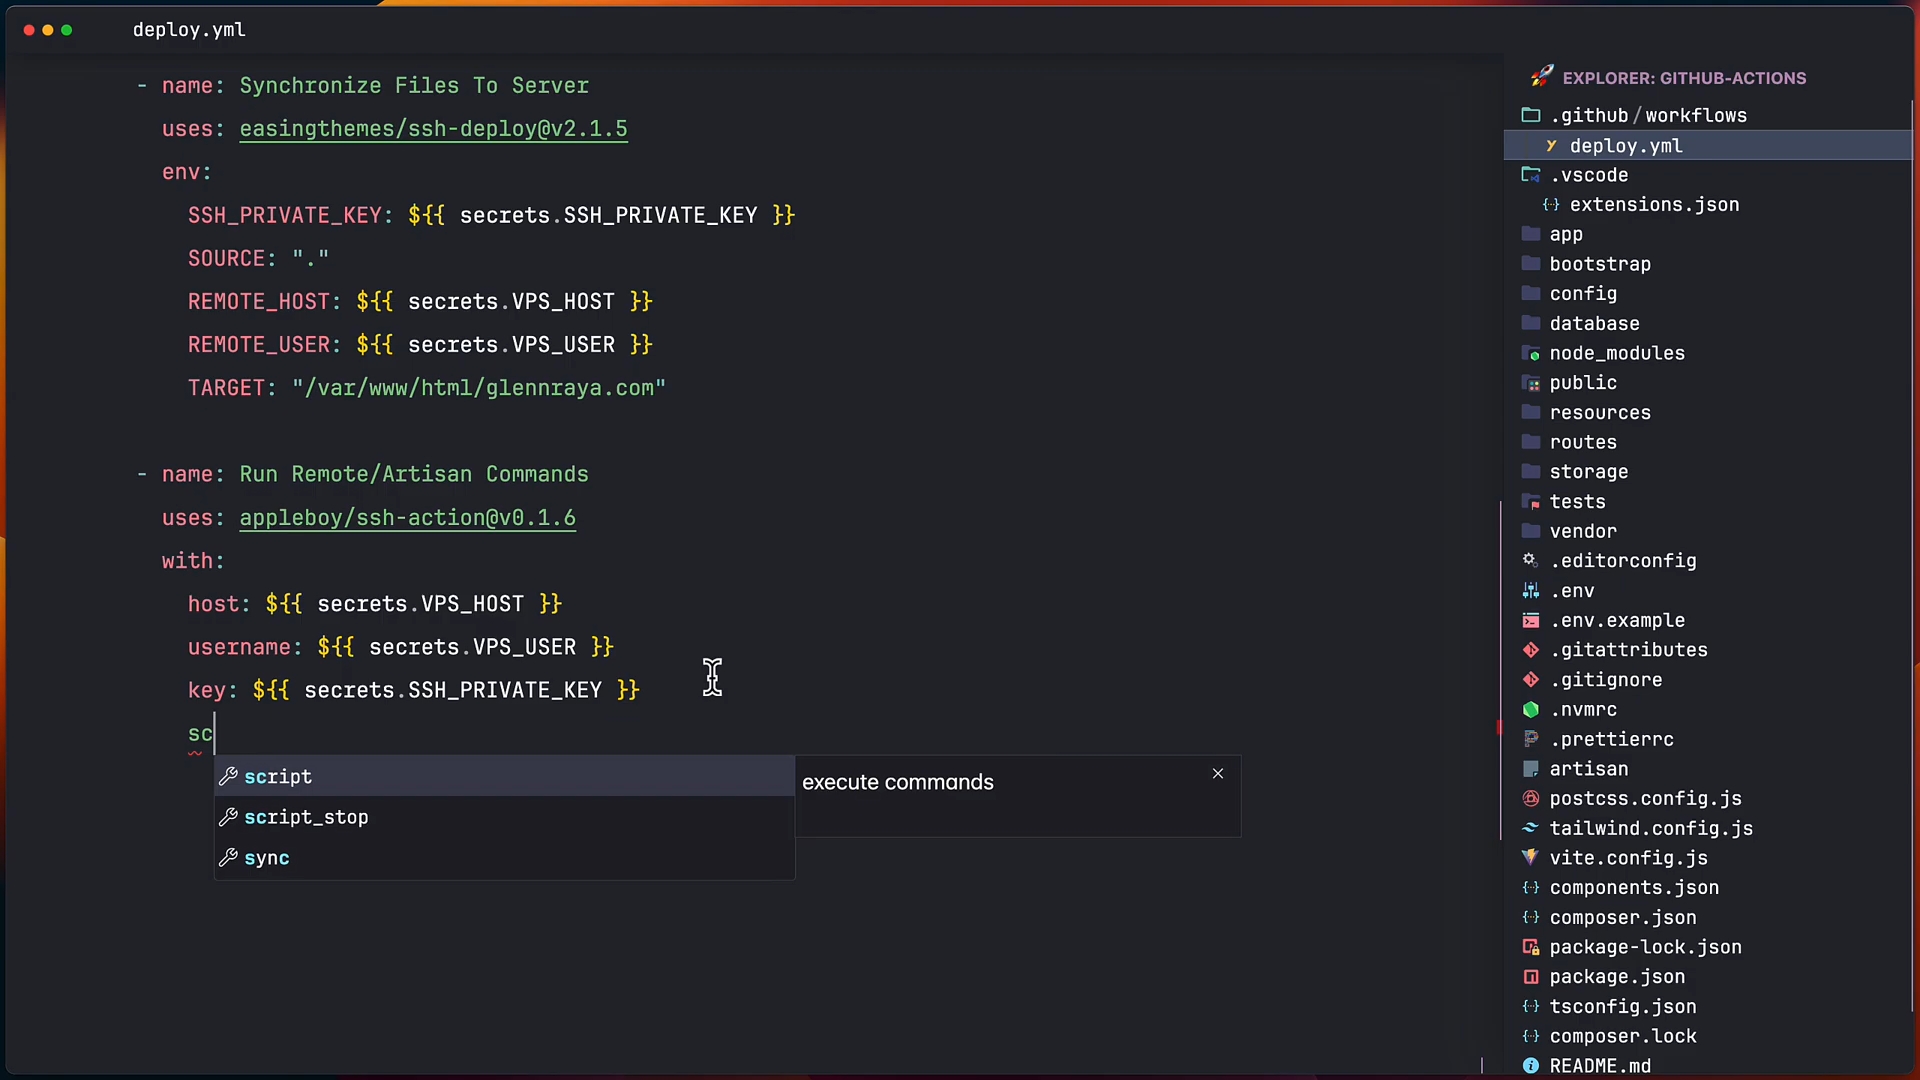 deploy.yml
- name: Synchronize Files To Server
uses: easingthemes/ssh-deploy@v2.1.5
env:
SSH_PRIVATE_KEY: ${{ secrets.SSH_PRIVATE_KEY }}
SOURCE: "."
REMOTE_HOST: ${{ secrets.VPS_HOST }}
REMOTE_USER: ${{ secrets.VPS_USER }}
TARGET: "/var/www/html/glennraya.com"
- name: Run Remote/Artisan Commands
uses: appleboy/ssh-action@v0.1.6
with:
host: ${{ secrets.VPS_HOST }}
username: ${{ secrets.VPS_USER }}
key: ${{ secrets.SSH_PRIVATE_KEY }}
sc
script
script_stop
sync
execute commands
EXPLORER: GITHUB-ACTIONS
.github/workflows
deploy.yml
.vscode
extensions.json
app
bootstrap
config
database
node_modules
public
resources
routes
storage
tests
vendor
.editorconfig
.env
.env.example
.gitattributes
.gitignore
.nvmrc
.prettierrc
artisan
postcss.config.js
tailwind.config.js
vite.config.js
components.json
composer.json
package-lock.json
package.json
tsconfig.json
composer.lock
README.md